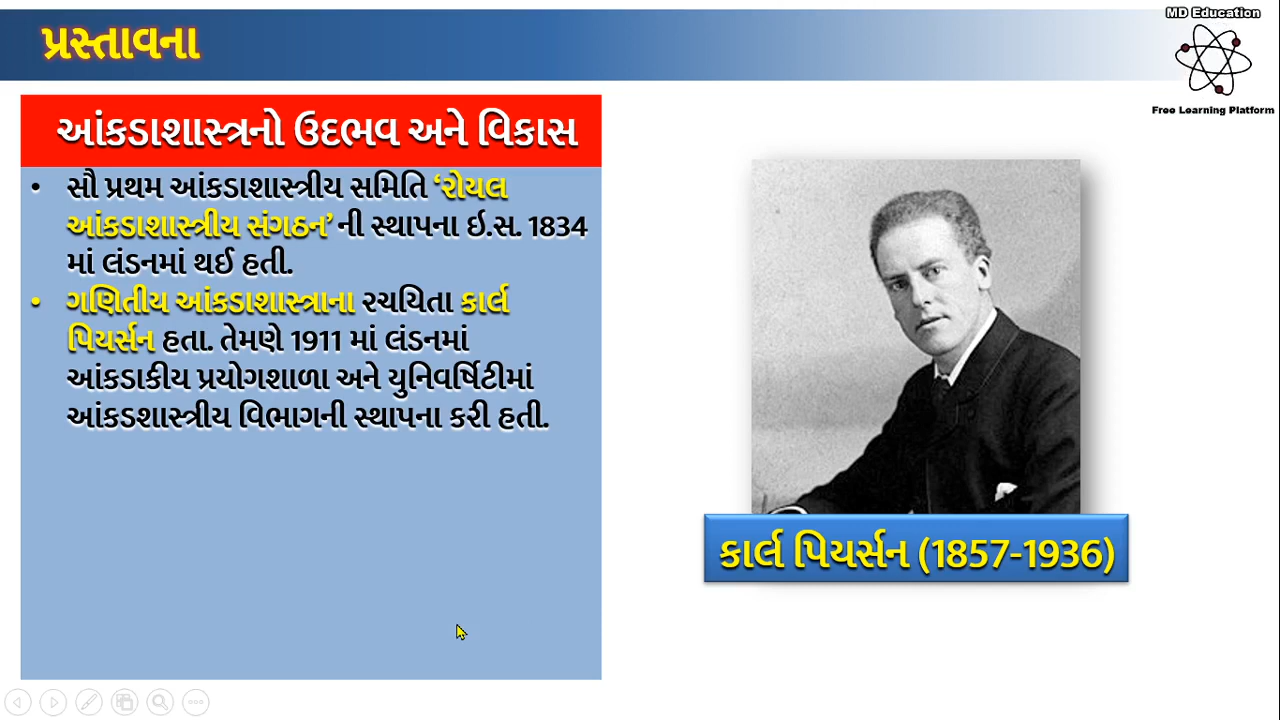 પ્રસ્તાવના
MD Education
Free Learning Platform
આંકડાશાસ્ત્રનો ઉદભવ અને વિકાસ
• સૌ પ્રથમ આંકડાશાસ્ત્રીય સમિતિ ‘રોયલ
આંકડાશાસ્ત્રીય સંગઠન’ ની સ્થાપના ઇ.સ. 1834
માં લંડનમાં થઈ હતી.
• ગણિતીય આંકડાશાસ્ત્રાના રચયિતા કાર્લ
પિયર્સન હતા. તેમણે 1911 માં લંડનમાં
આંકડાકીય પ્રયોગશાળા અને યુનિવર્ષિટીમાં
આંકડશાસ્ત્રીય વિભાગની સ્થાપના કરી હતી.
કાર્લ પિયર્સન (1857-1936)